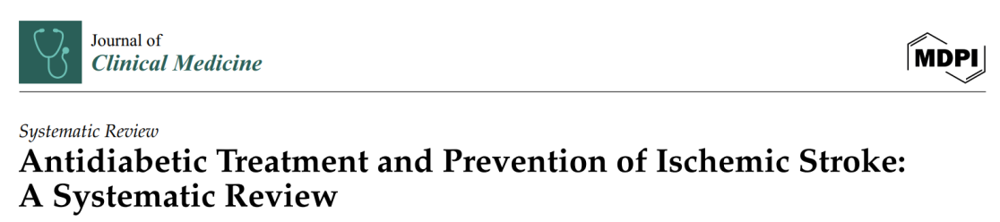 Journal of
Clinical Medicine
MDPI
Systematic Review
Antidiabetic Treatment and Prevention of Ischemic Stroke:
A Systematic Review